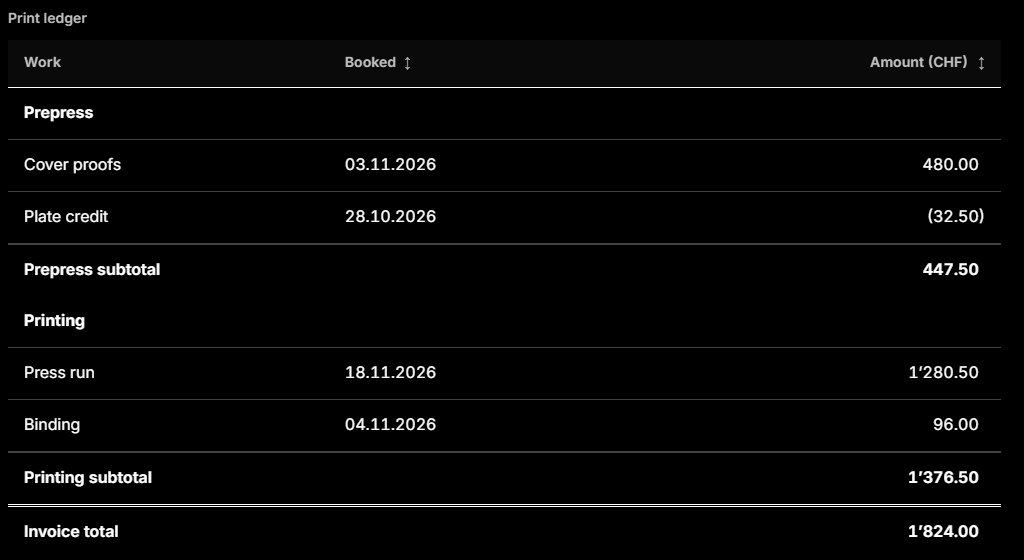 Print ledger
Work Booked ↕ Amount (CHF) ↕
Prepress
Cover proofs 03.11.2026 480.00
Plate credit 28.10.2026 (32.50)
Prepress subtotal 447.50
Printing
Press run 18.11.2026 1’280.50
Binding 04.11.2026 96.00
Printing subtotal 1’376.50
Invoice total 1’824.00